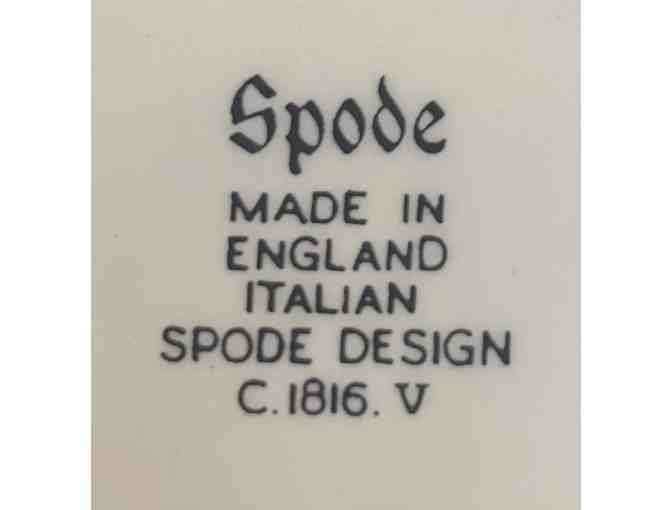 Spode
MADE IN
ENGLAND
ITALIAN
SPODE DESIGN
C.1816. V